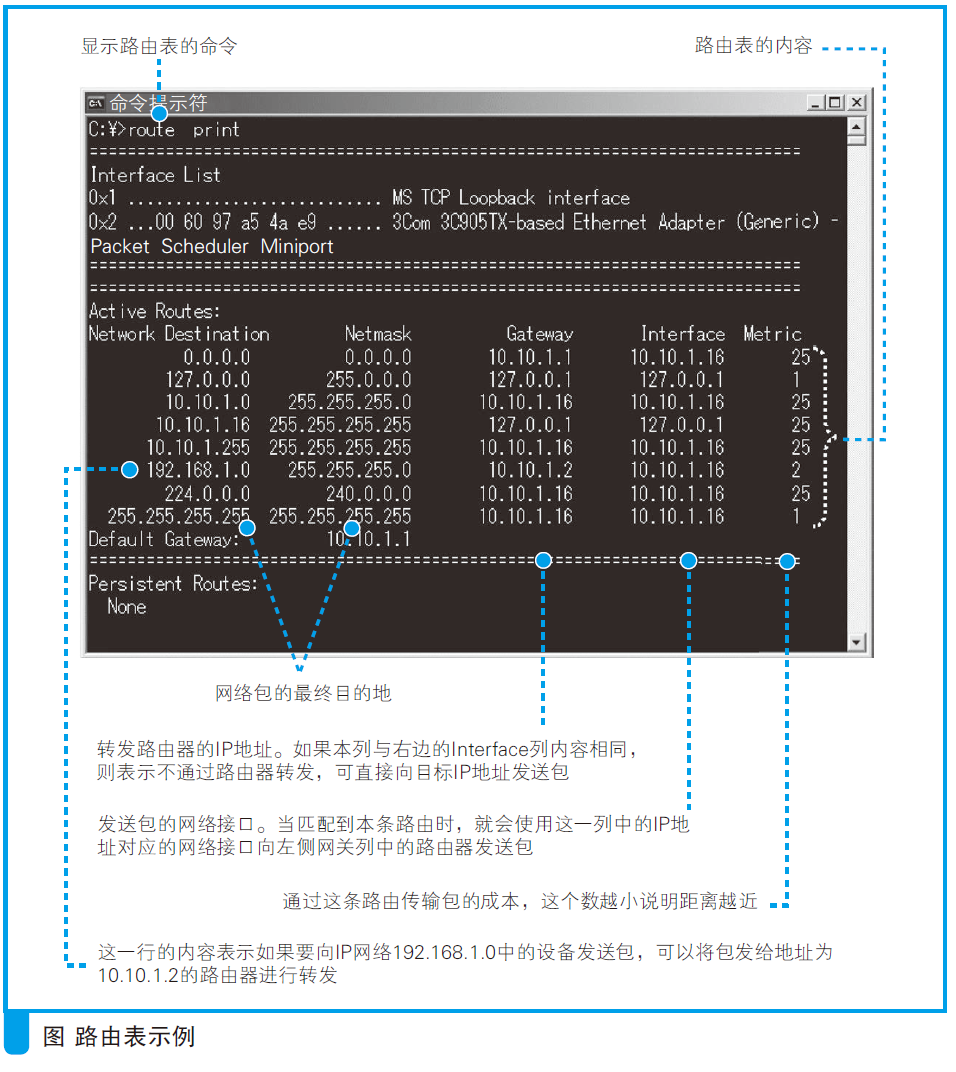 显示路由表的命令
路由表的内容
命令提示符
C:¥>route print
Interface List
0x1 ........................... MS TCP Loopback interface
0x2 ...00 60 97 a5 4a e9 ...... 3Com 3C905TX-based Ethernet Adapter (Generic) -
Packet Scheduler Miniport
Active Routes:
Network Destination Netmask Gateway Interface Metric
0.0.0.0 0.0.0.0 10.10.1.1 10.10.1.16 25
127.0.0.0 255.0.0.0 127.0.0.1 127.0.0.1 1
10.10.1.0 255.255.255.0 10.10.1.16 10.10.1.16 25
10.10.1.16 255.255.255.255 127.0.0.1 127.0.0.1 25
10.10.1.255 255.255.255.255 10.10.1.16 10.10.1.16 25
192.168.1.0 255.255.255.0 10.10.1.2 10.10.1.16 2
224.0.0.0 240.0.0.0 10.10.1.16 10.10.1.16 25
255.255.255.255 255.255.255.255 10.10.1.16 10.10.1.16 1
Default Gateway: 10.10.1.1
Persistent Routes:
None
网络包的最终目的地
转发路由器的IP地址。如果本列与右边的Interface列内容相同，
则表示不通过路由器转发，可直接向目标IP地址发送包
发送包的网络接口。当匹配到本条路由时，就会使用这一列中的IP地
址对应的网络接口向左侧网关列中的路由器发送包
通过这条路由传输包的成本，这个数越小说明距离越近
这一行的内容表示如果要向IP网络192.168.1.0中的设备发送包，可以将包发给地址为
10.10.1.2的路由器进行转发
图 路由表示例